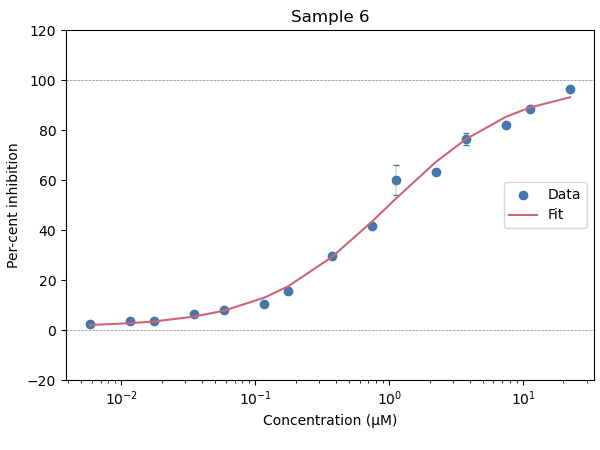 Sample 6
120
100
80
60
40
20
0
−20
Per-cent inhibition
10⁻²
10⁻¹
10⁰
10¹
Concentration (μM)
Data
Fit